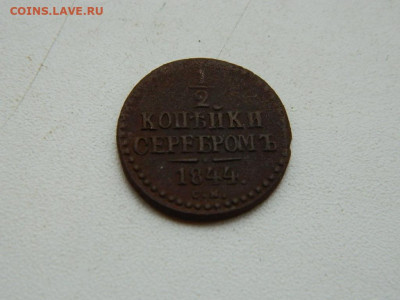 COINS.LAVE.RU
1
2
КОПѢЙКИ
СЕРЕБРОМЪ
1844.
С.М.